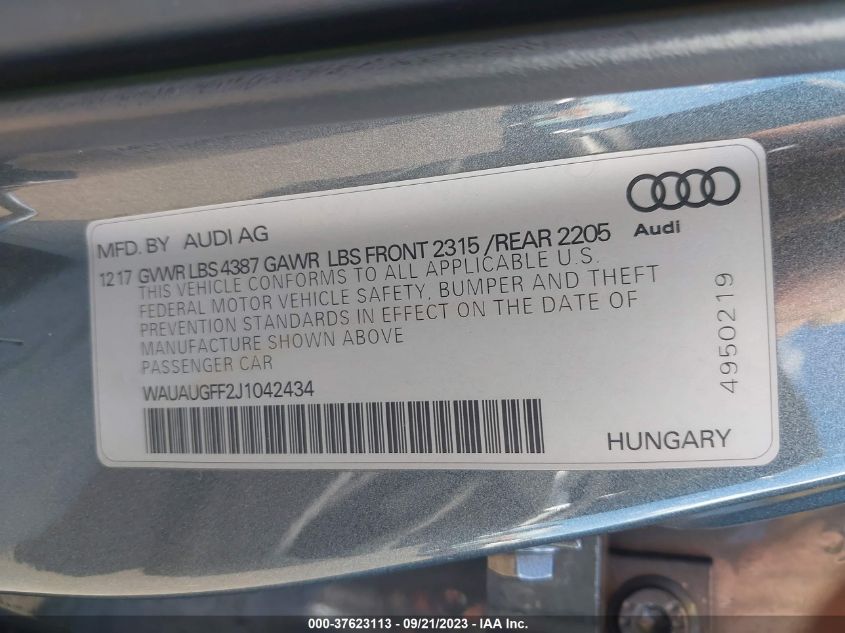 MFD. BY AUDI AG
Audi
12 17 GVWR LBS 4387 GAWR LBS FRONT 2315 /REAR 2205
THIS VEHICLE CONFORMS TO ALL APPLICABLE U.S.
FEDERAL MOTOR VEHICLE SAFETY, BUMPER AND THEFT
PREVENTION STANDARDS IN EFFECT ON THE DATE OF
MANUFACTURE SHOWN ABOVE
PASSENGER CAR
WAUAUGFF2J1042434
HUNGARY
4950219
000-37623113 - 09/21/2023 - IAA Inc.